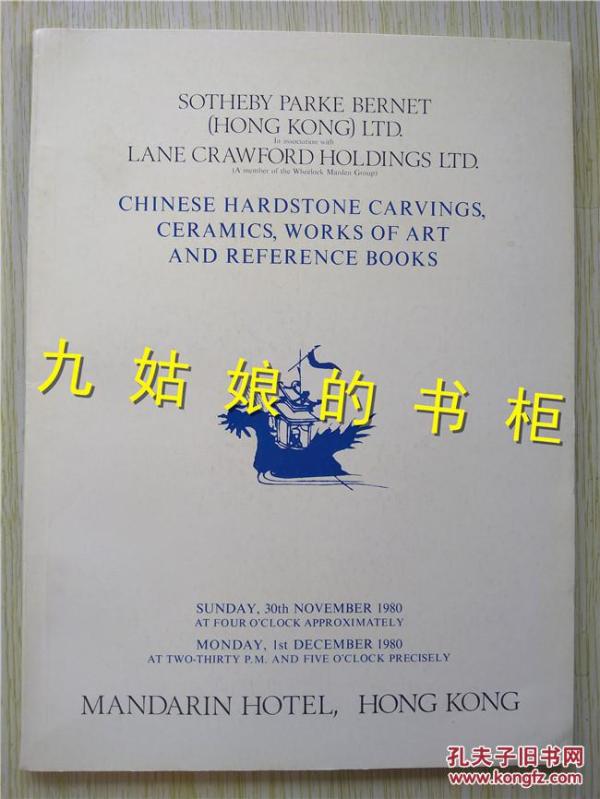 SOTHEBY PARKE BERNET
(HONG KONG) LTD.
In association with
LANE CRAWFORD HOLDINGS LTD.
(A member of the Wheelock Marden Group)
CHINESE HARDSTONE CARVINGS,
CERAMICS, WORKS OF ART
AND REFERENCE BOOKS
九姑娘的书柜
SUNDAY, 30th NOVEMBER 1980
AT FOUR O'CLOCK APPROXIMATELY
MONDAY, 1st DECEMBER 1980
AT TWO-THIRTY P.M. AND FIVE O'CLOCK PRECISELY
MANDARIN HOTEL, HONG KONG
孔夫子旧书网
www.kongfz.com